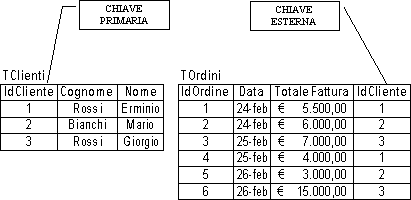 CHIAVE PRIMARIA
CHIAVE ESTERNA
TClienti
IdCliente Cognome Nome
1 Rossi Erminio
2 Bianchi Mario
3 Rossi Giorgio
TOrdini
IdOrdine Data Totale Fattura IdCliente
1 24-feb € 5.500,00 1
2 24-feb € 6.000,00 2
3 25-feb € 7.000,00 3
4 25-feb € 4.000,00 1
5 26-feb € 3.000,00 2
6 26-feb € 15.000,00 3